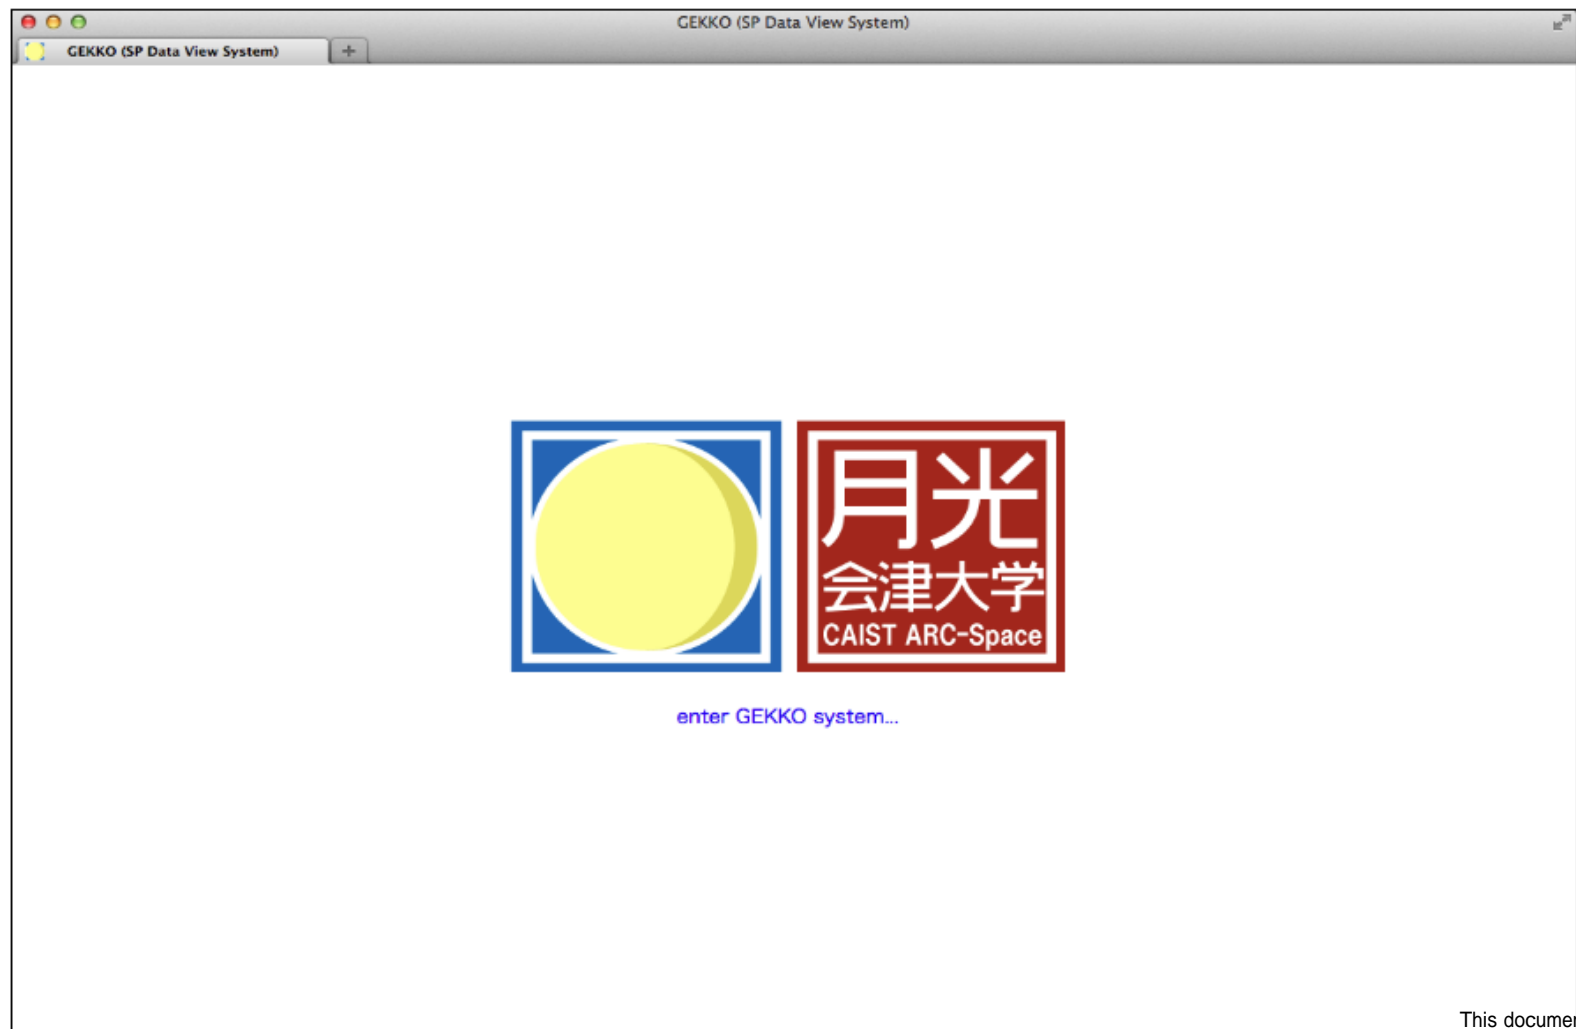 GEKKO (SP Data View System)
GEKKO (SP Data View System)
月光
会津大学
CAIST ARC-Space
enter GEKKO system...
This